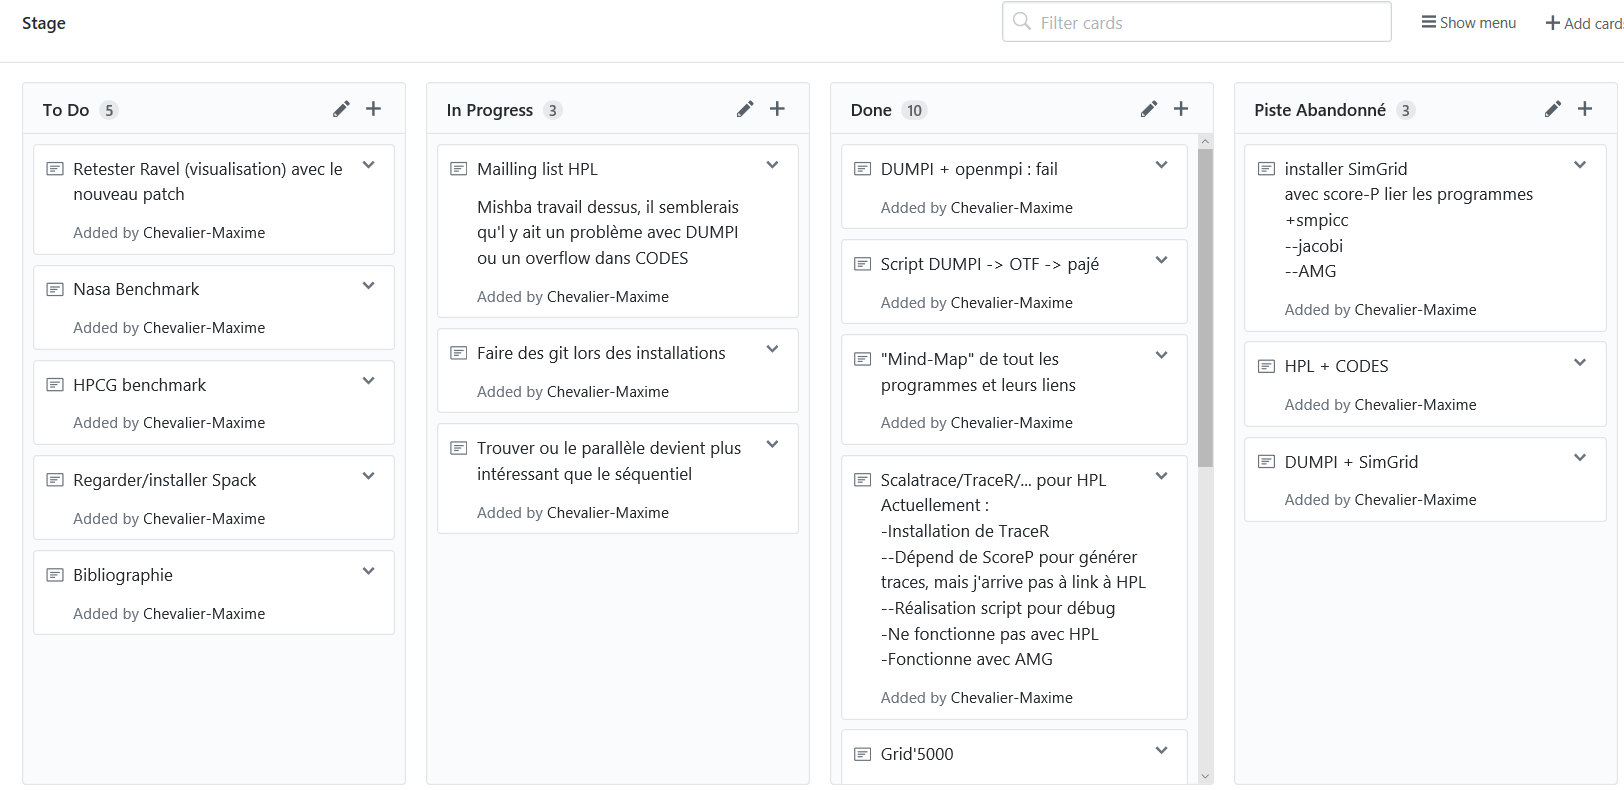 Stage
Filter cards
Show menu
Add card
To Do 5
Retester Ravel (visualisation) avec le
nouveau patch
Added by Chevalier-Maxime
Nasa Benchmark
Added by Chevalier-Maxime
HPCG benchmark
Added by Chevalier-Maxime
Regarder/installer Spack
Added by Chevalier-Maxime
Bibliographie
Added by Chevalier-Maxime
In Progress 3
Mailling list HPL
Mishba travail dessus, il semblerais
qu'l y ait un problème avec DUMPI
ou un overflow dans CODES
Added by Chevalier-Maxime
Faire des git lors des installations
Added by Chevalier-Maxime
Trouver ou le parallèle devient plus
intéressant que le séquentiel
Added by Chevalier-Maxime
Done 10
DUMPI + openmpi : fail
Added by Chevalier-Maxime
Script DUMPI -> OTF -> pajé
Added by Chevalier-Maxime
"Mind-Map" de tout les
programmes et leurs liens
Added by Chevalier-Maxime
Scalatrace/TraceR/... pour HPL
Actuellement :
-Installation de TraceR
--Dépend de ScoreP pour générer
traces, mais j'arrive pas à link à HPL
--Réalisation script pour débug
-Ne fonctionne pas avec HPL
-Fonctionne avec AMG
Added by Chevalier-Maxime
Grid'5000
Piste Abandonné 3
installer SimGrid
avec score-P lier les programmes
+smpicc
--jacobi
--AMG
Added by Chevalier-Maxime
HPL + CODES
Added by Chevalier-Maxime
DUMPI + SimGrid
Added by Chevalier-Maxime